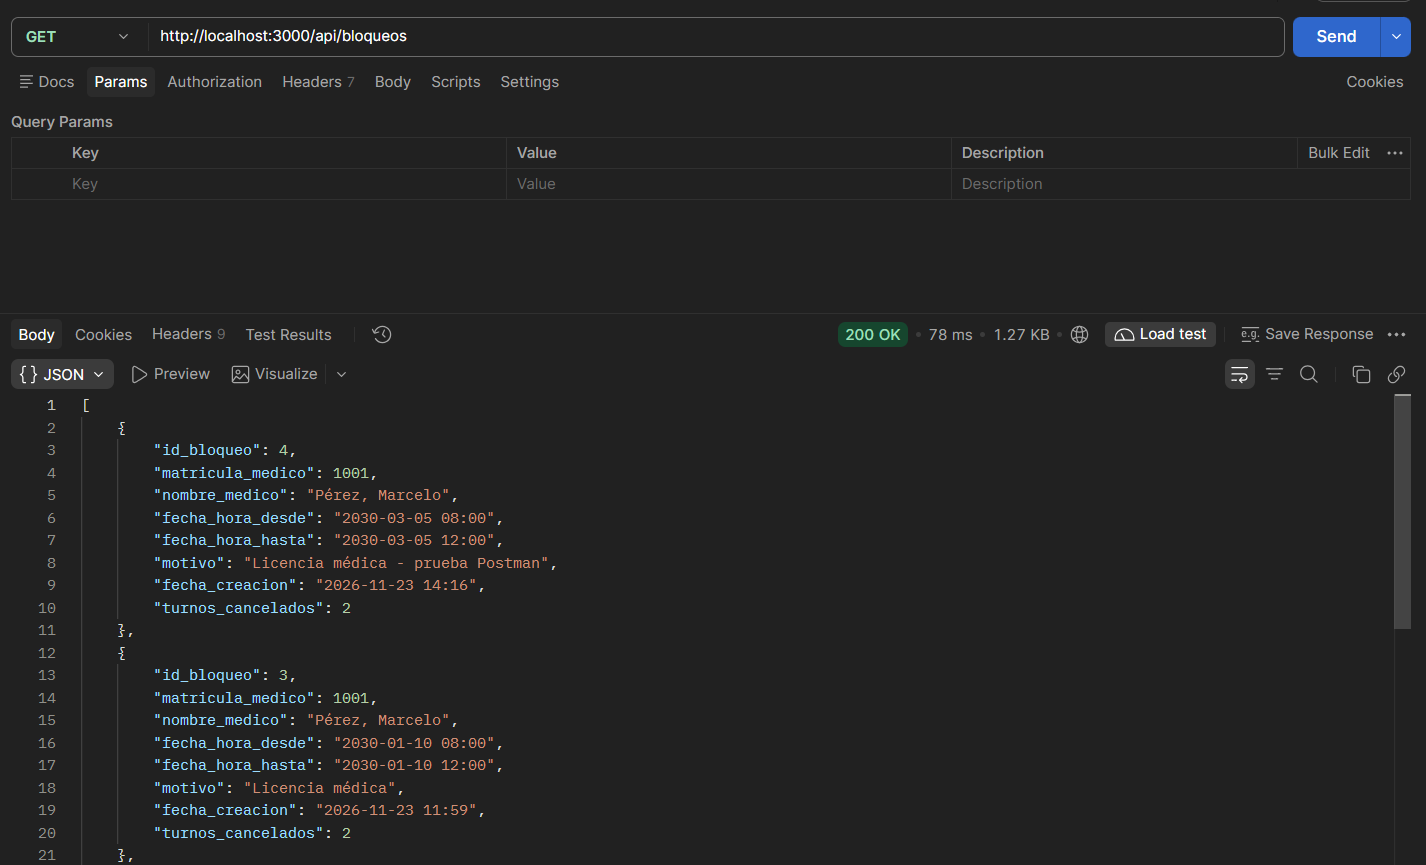 GET http://localhost:3000/api/bloqueos Send
Docs Params Authorization Headers 7 Body Scripts Settings Cookies
Query Params
Key Value Description Bulk Edit
Key Value Description
Body Cookies Headers 9 Test Results 200 OK • 78 ms • 1.27 KB • Load test e.g. Save Response
{} JSON Preview Visualize
1 [
2 {
3 "id_bloqueo": 4,
4 "matricula_medico": 1001,
5 "nombre_medico": "Pérez, Marcelo",
6 "fecha_hora_desde": "2030-03-05 08:00",
7 "fecha_hora_hasta": "2030-03-05 12:00",
8 "motivo": "Licencia médica - prueba Postman",
9 "fecha_creacion": "2026-11-23 14:16",
10 "turnos_cancelados": 2
11 },
12 {
13 "id_bloqueo": 3,
14 "matricula_medico": 1001,
15 "nombre_medico": "Pérez, Marcelo",
16 "fecha_hora_desde": "2030-01-10 08:00",
17 "fecha_hora_hasta": "2030-01-10 12:00",
18 "motivo": "Licencia médica",
19 "fecha_creacion": "2026-11-23 11:59",
20 "turnos_cancelados": 2
21 },